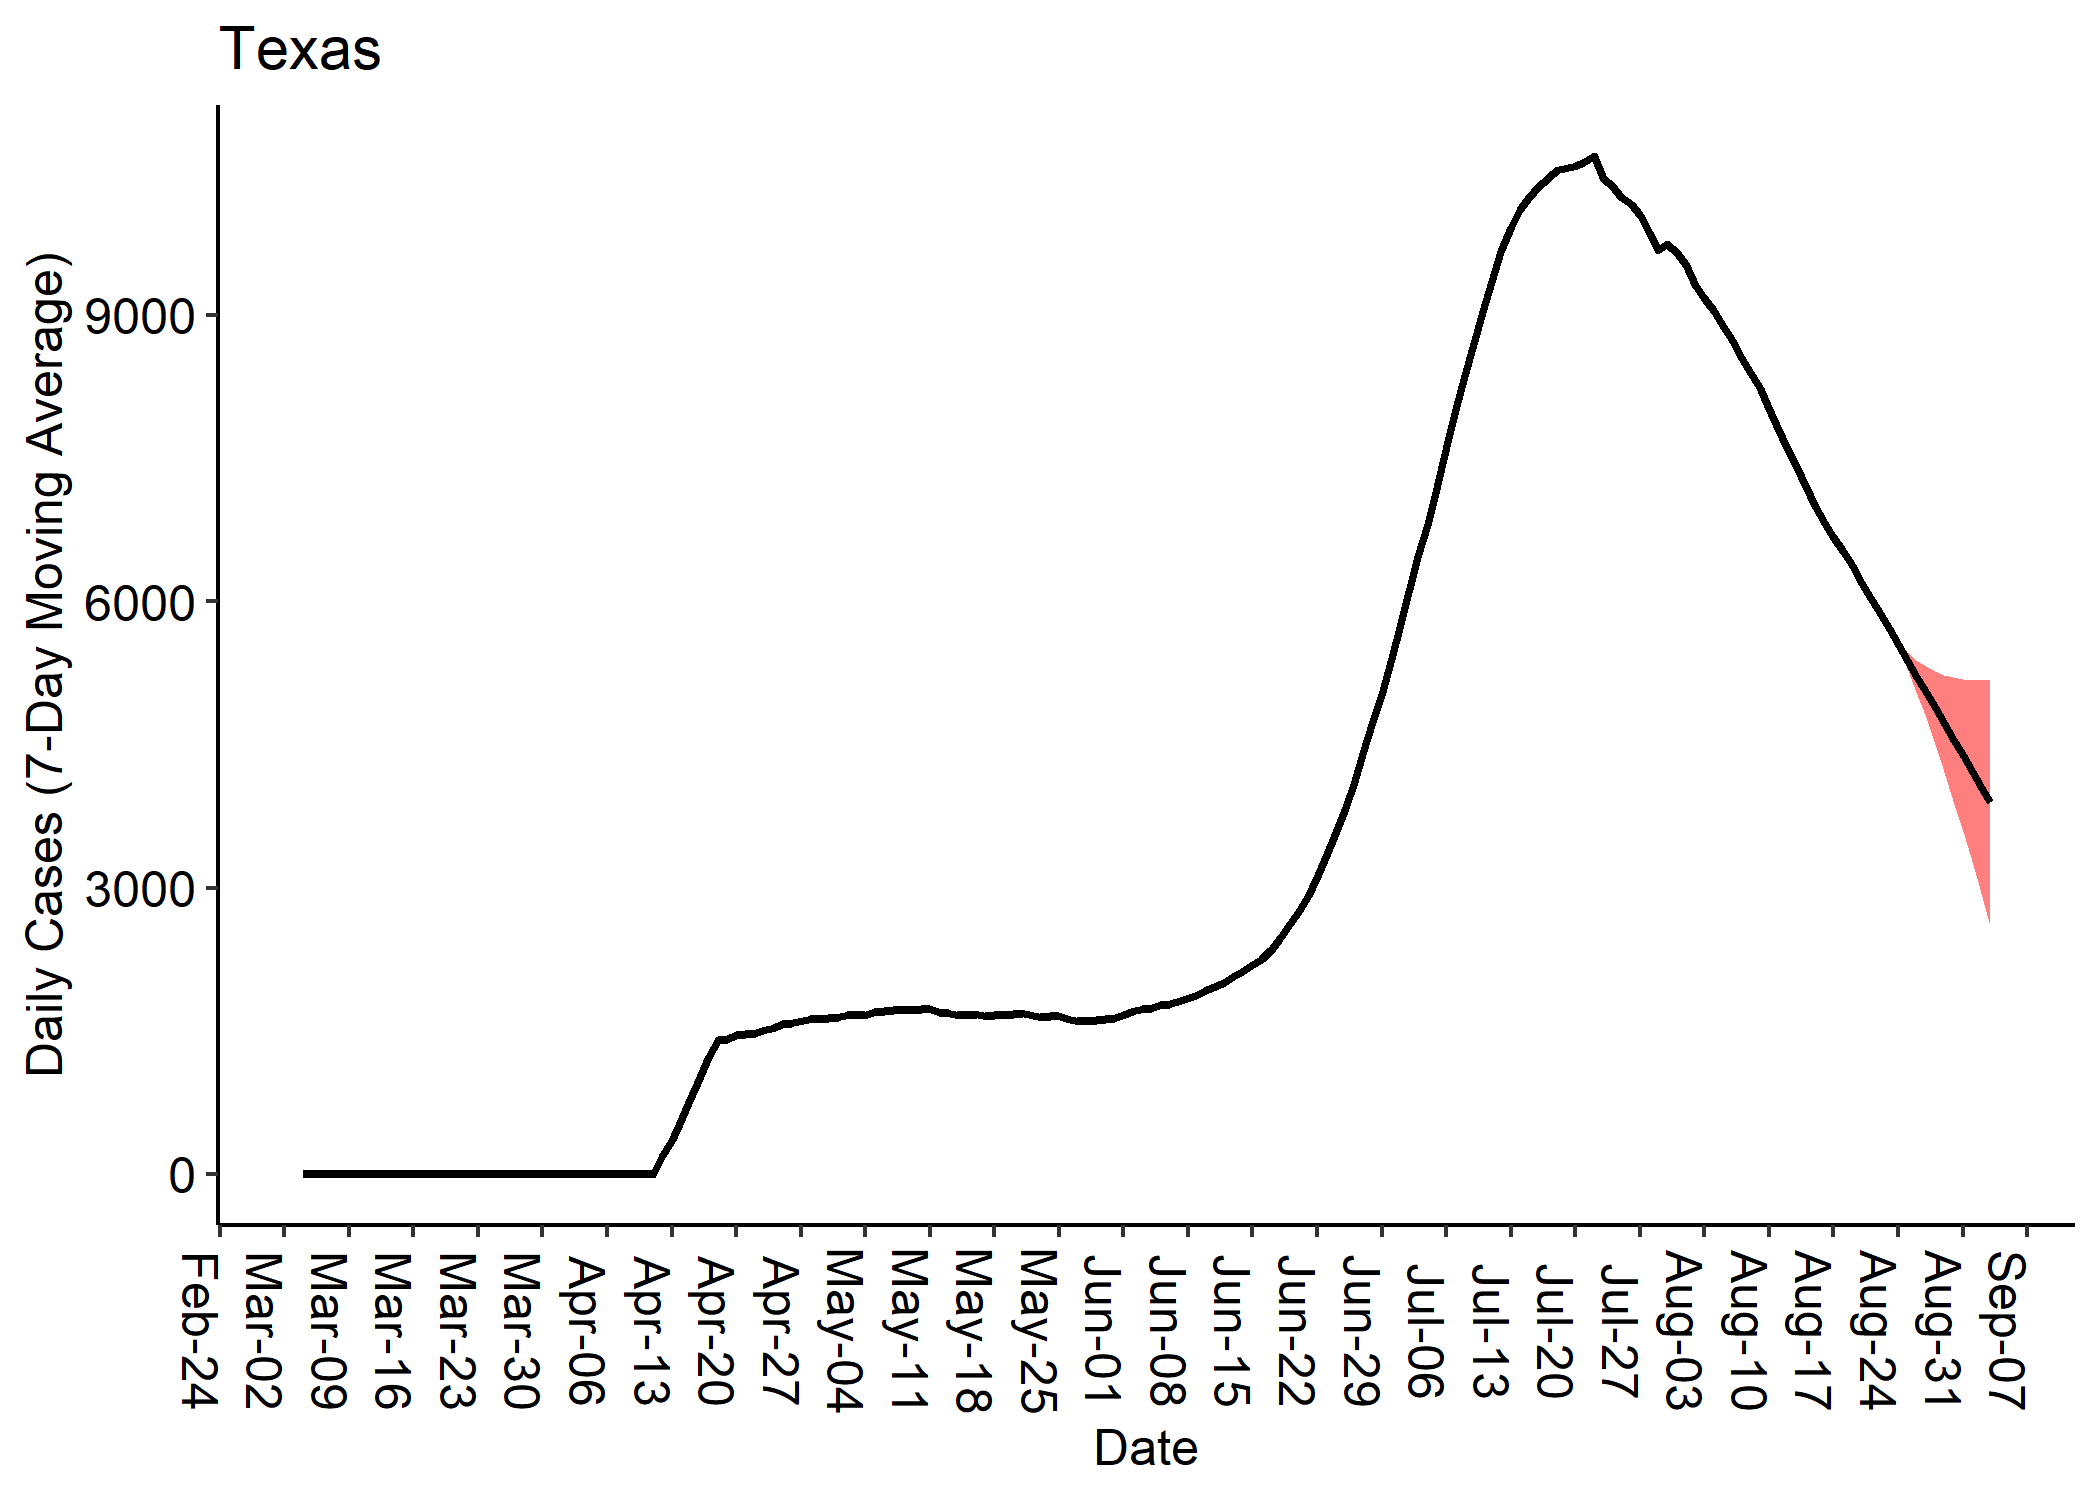 Texas
Daily Cases (7-Day Moving Average)
9000
6000
3000
0
Feb-24
Mar-02
Mar-09
Mar-16
Mar-23
Mar-30
Apr-06
Apr-13
Apr-20
Apr-27
May-04
May-11
May-18
May-25
Jun-01
Jun-08
Jun-15
Jun-22
Jun-29
Jul-06
Jul-13
Jul-20
Jul-27
Aug-03
Aug-10
Aug-17
Aug-24
Aug-31
Sep-07
Date